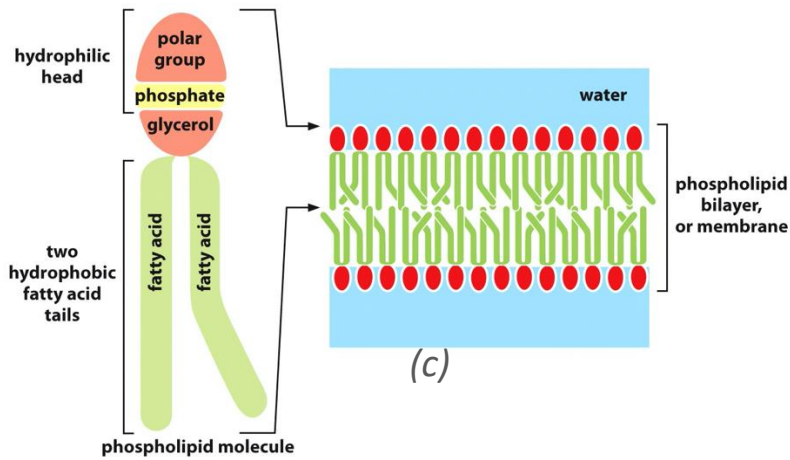 hydrophilic
head
polar
group
phosphate
glycerol
two
hydrophobic
fatty acid
tails
fatty acid
fatty acid
phospholipid molecule
water
phospholipid
bilayer,
or membrane
(c)